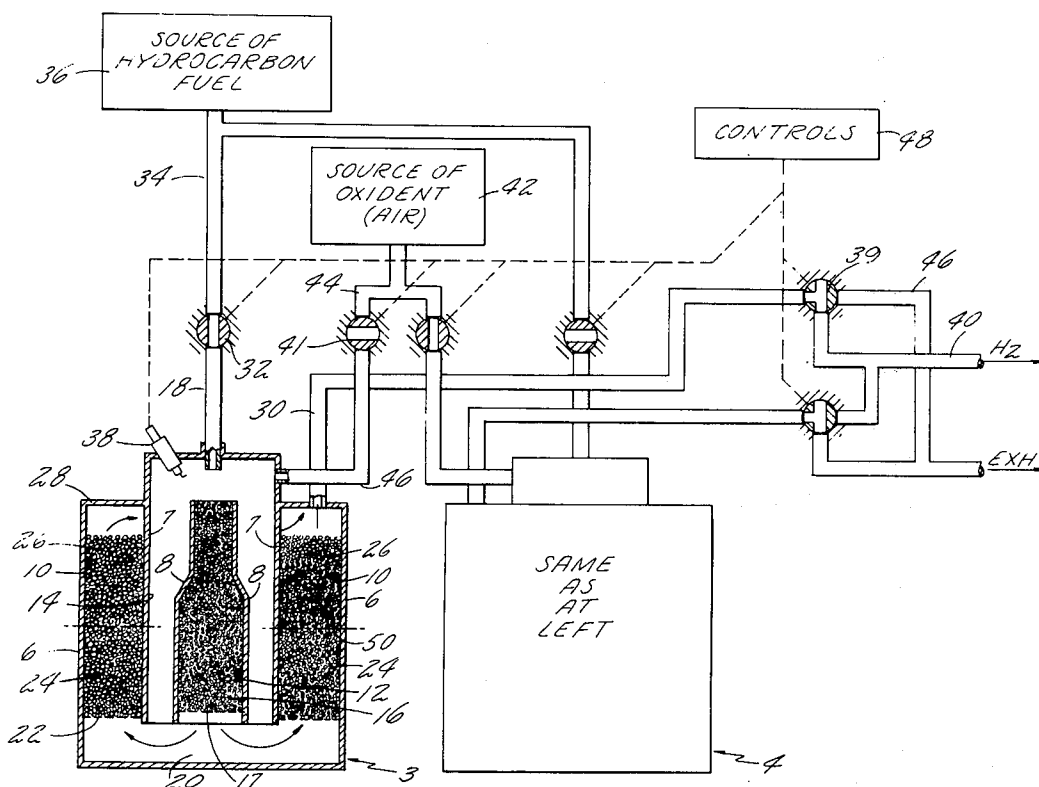 SOURCE OF
HYDROCARBON
FUEL
36
SOURCE OF
OXIDENT
(AIR)
42
CONTROLS
48
34
44
39
46
41
32
40
H2
18
30
38
46
EXH
28
7
7
26
26
10
8
8
10
14
6
6
50
24
24
12
22
16
20
17
3
SAME
AS
AT
LEFT
4